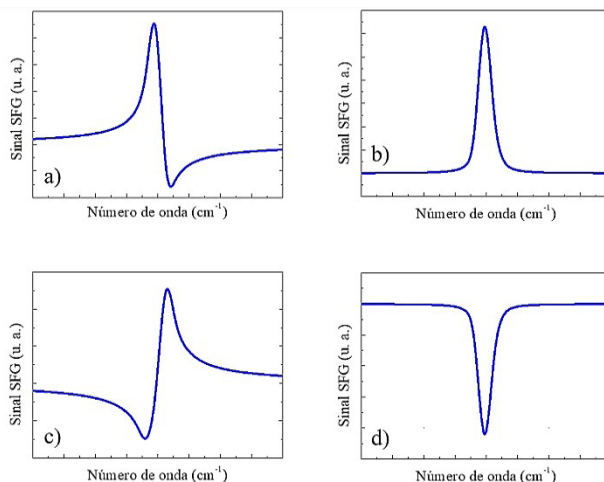 Sinal SFG (u. a.)
a)
Número de onda (cm⁻¹)
Sinal SFG (u. a.)
b)
Número de onda (cm⁻¹)
Sinal SFG (u. a.)
c)
Número de onda (cm⁻¹)
Sinal SFG (u. a.)
d)
Número de onda (cm⁻¹)